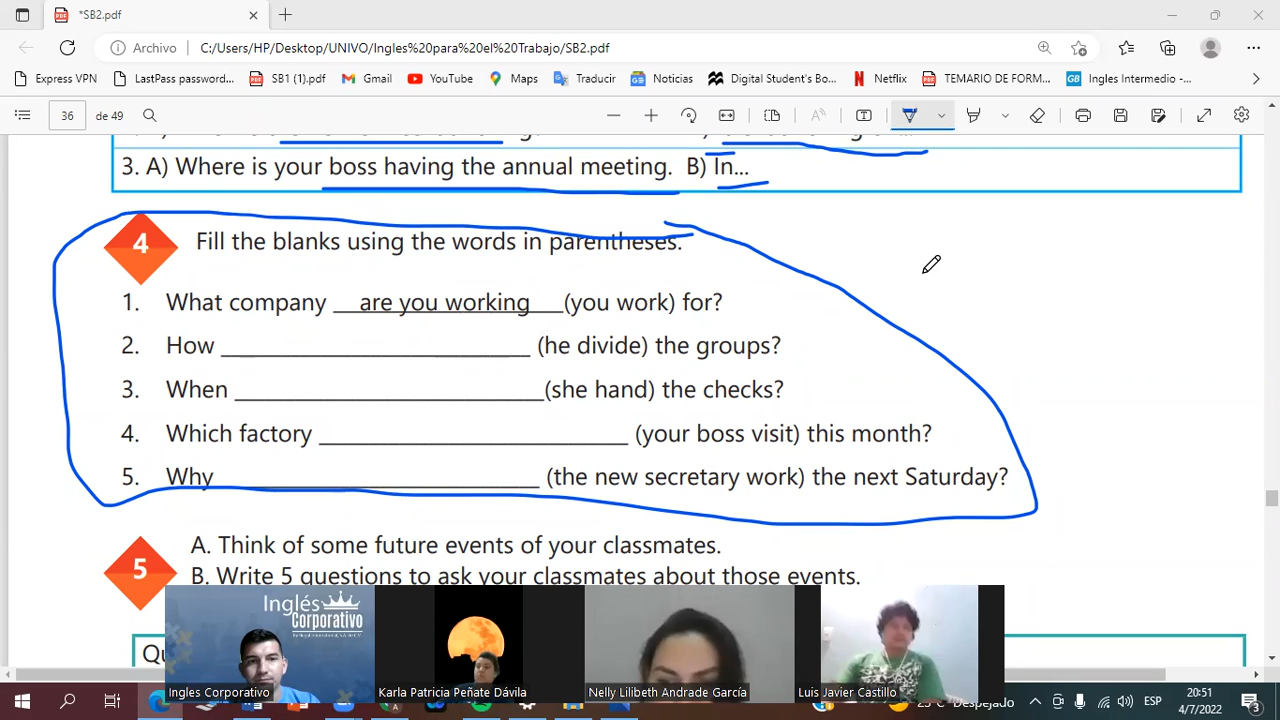 *SB2.pdf
Archivo C:/Users/HP/Desktop/UNIVO/Ingles%20para%20el%20Trabajo/SB2.pdf
Express VPN LastPass password... SB1 (1).pdf Gmail YouTube Maps Traducir Noticias Digital Student's Bo... Netflix TEMARIO DE FORM... Ingles Intermedio -...
36 de 49
3. A) Where is your boss having the annual meeting. B) In...
4 Fill the blanks using the words in parentheses.
1. What company __are you working___(you work) for?
2. How ____________________________ (he divide) the groups?
3. When ____________________________(she hand) the checks?
4. Which factory ____________________________ (your boss visit) this month?
5. Why ____________________________ (the new secretary work) the next Saturday?
5 A. Think of some future events of your classmates.
B. Write 5 questions to ask your classmates about those events.
Qu
Inglés Corporativo
Ingles Corporativo Karla Patricia Peñate Dávila Nelly Lilibeth Andrade García Luis Javier Castillo
Despejado ESP 20:51
4/7/2022